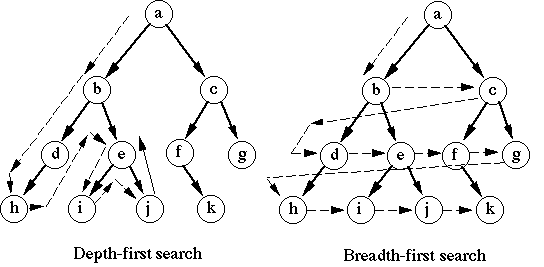 a
b c
d e f g
h i j k
Depth-first search
a
b c
d e f g
h i j k
Breadth-first search